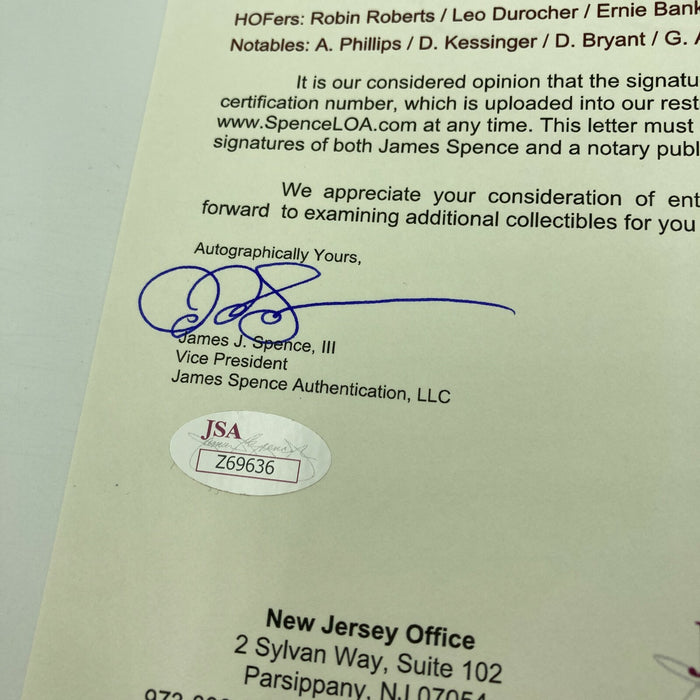 HOFers: Robin Roberts / Leo Durocher / Ernie Bank
Notables: A. Phillips / D. Kessinger / D. Bryant / G. A
It is our considered opinion that the signatu
certification number, which is uploaded into our rest
www.SpenceLOA.com at any time. This letter must
signatures of both James Spence and a notary publ
We appreciate your consideration of ent
forward to examining additional collectibles for you
Autographically Yours,
James J. Spence, III
Vice President
James Spence Authentication, LLC
JSA
Z69636
New Jersey Office
2 Sylvan Way, Suite 102
Parsippany, NJ 07054